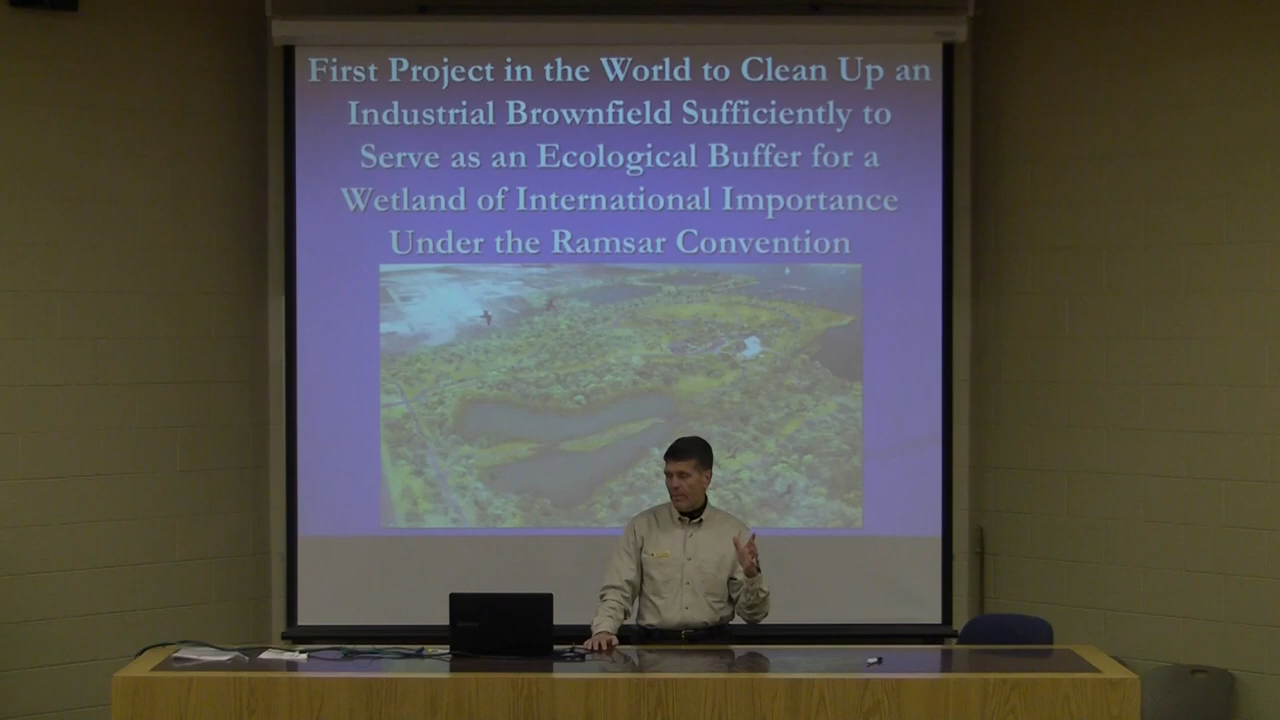 First Project in the World to Clean Up an
Industrial Brownfield Sufficiently to
Serve as an Ecological Buffer for a
Wetland of International Importance
Under the Ramsar Convention